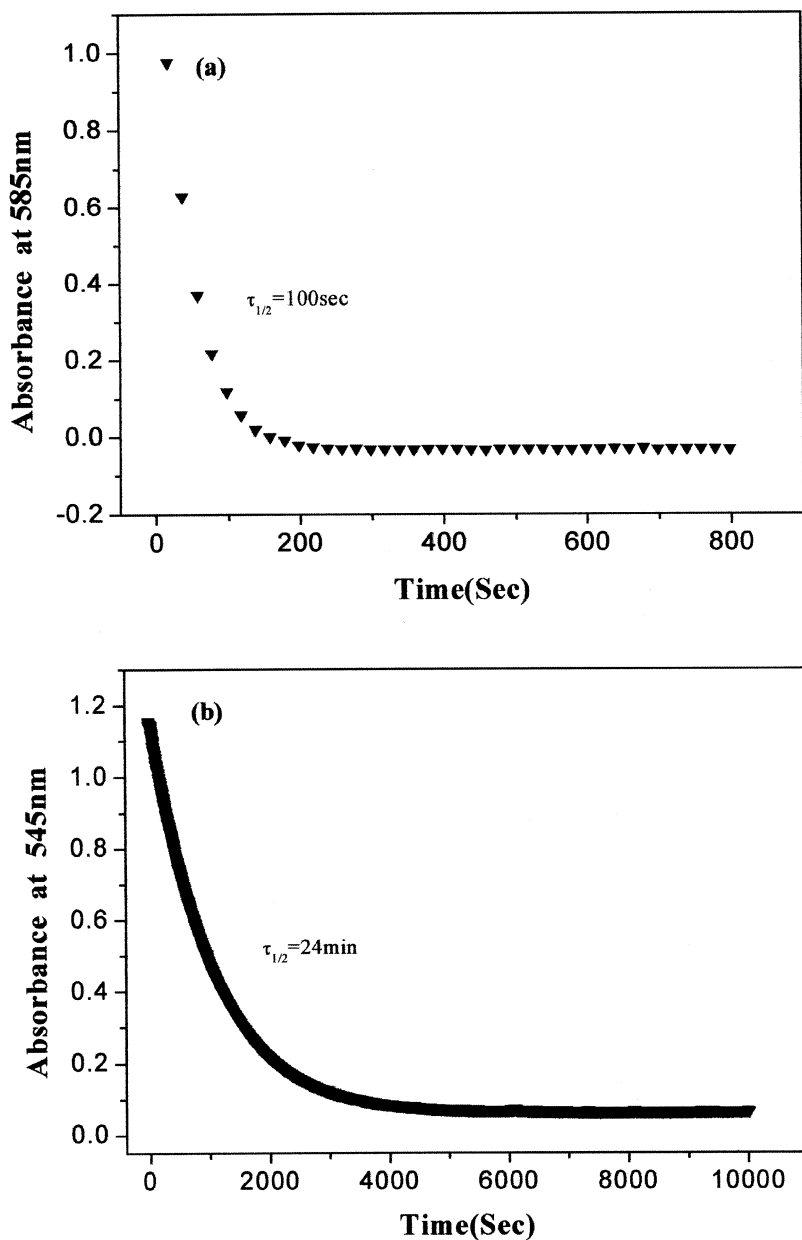 (a)
Absorbance at 585nm
1.0
0.8
0.6
0.4
0.2
0.0
-0.2
τ1/2=100sec
0 200 400 600 800
Time(Sec)
(b)
Absorbance at 545nm
1.2
1.0
0.8
0.6
0.4
0.2
0.0
τ1/2=24min
0 2000 4000 6000 8000 10000
Time(Sec)